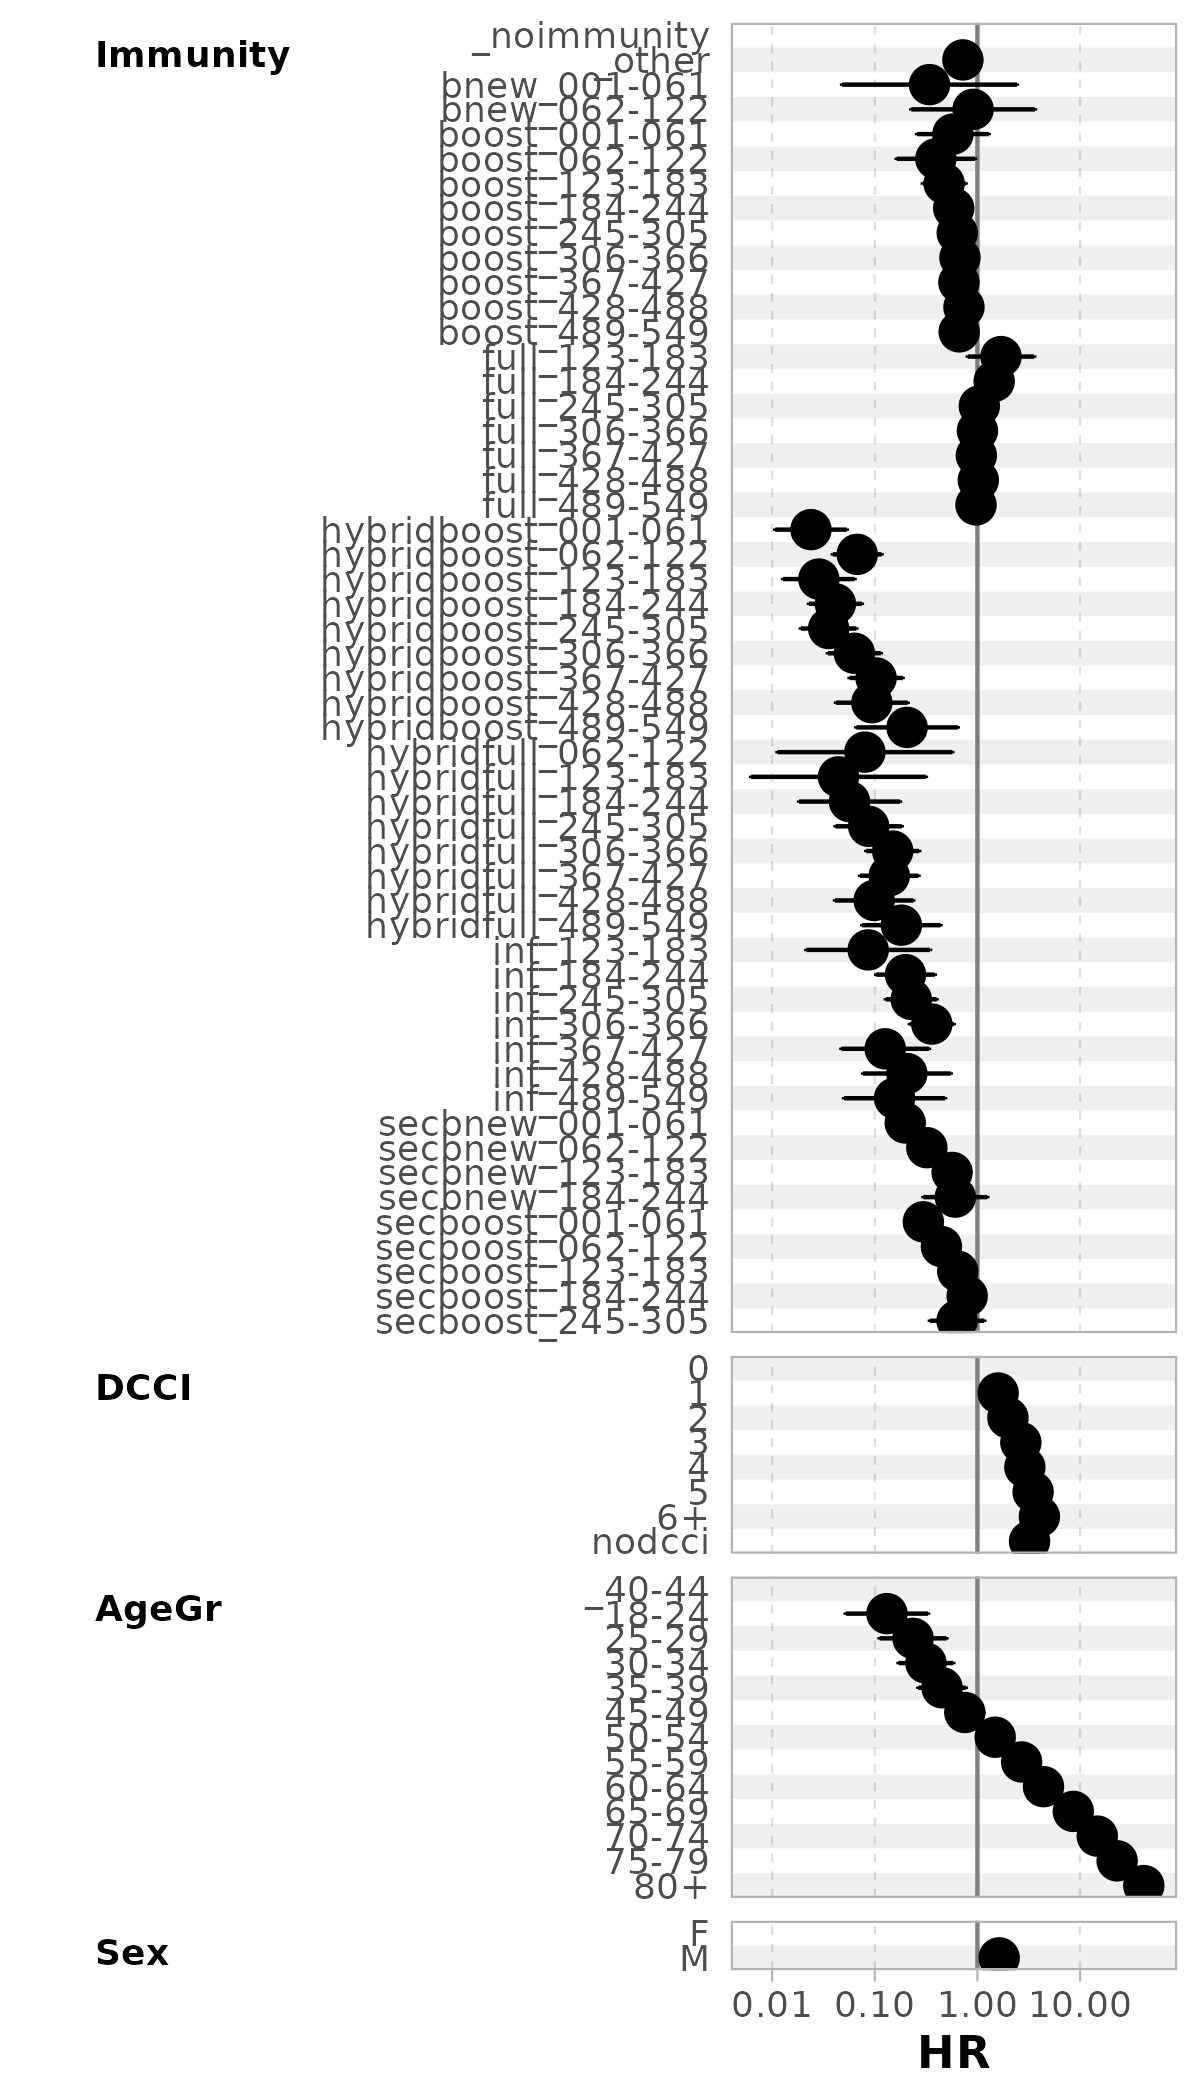 Immunity
_noimmunity
_other
bnew_001-061
bnew_062-122
boost_001-061
boost_062-122
boost_123-183
boost_184-244
boost_245-305
boost_306-366
boost_367-427
boost_428-488
boost_489-549
full_123-183
full_184-244
full_245-305
full_306-366
full_367-427
full_428-488
full_489-549
hybridboost_001-061
hybridboost_062-122
hybridboost_123-183
hybridboost_184-244
hybridboost_245-305
hybridboost_306-366
hybridboost_367-427
hybridboost_428-488
hybridboost_489-549
hybridfull_062-122
hybridfull_123-183
hybridfull_184-244
hybridfull_245-305
hybridfull_306-366
hybridfull_367-427
hybridfull_428-488
hybridfull_489-549
inf_123-183
inf_184-244
inf_245-305
inf_306-366
inf_367-427
inf_428-488
inf_489-549
secbnew_001-061
secbnew_062-122
secbnew_123-183
secbnew_184-244
secboost_001-061
secboost_062-122
secboost_123-183
secboost_184-244
secboost_245-305
DCCI
0
1
2
3
4
5
6+
nodcci
AgeGr
_40-44
18-24
25-29
30-34
35-39
45-49
50-54
55-59
60-64
65-69
70-74
75-79
80+
Sex
F
M
0.01 0.10 1.00 10.00
HR